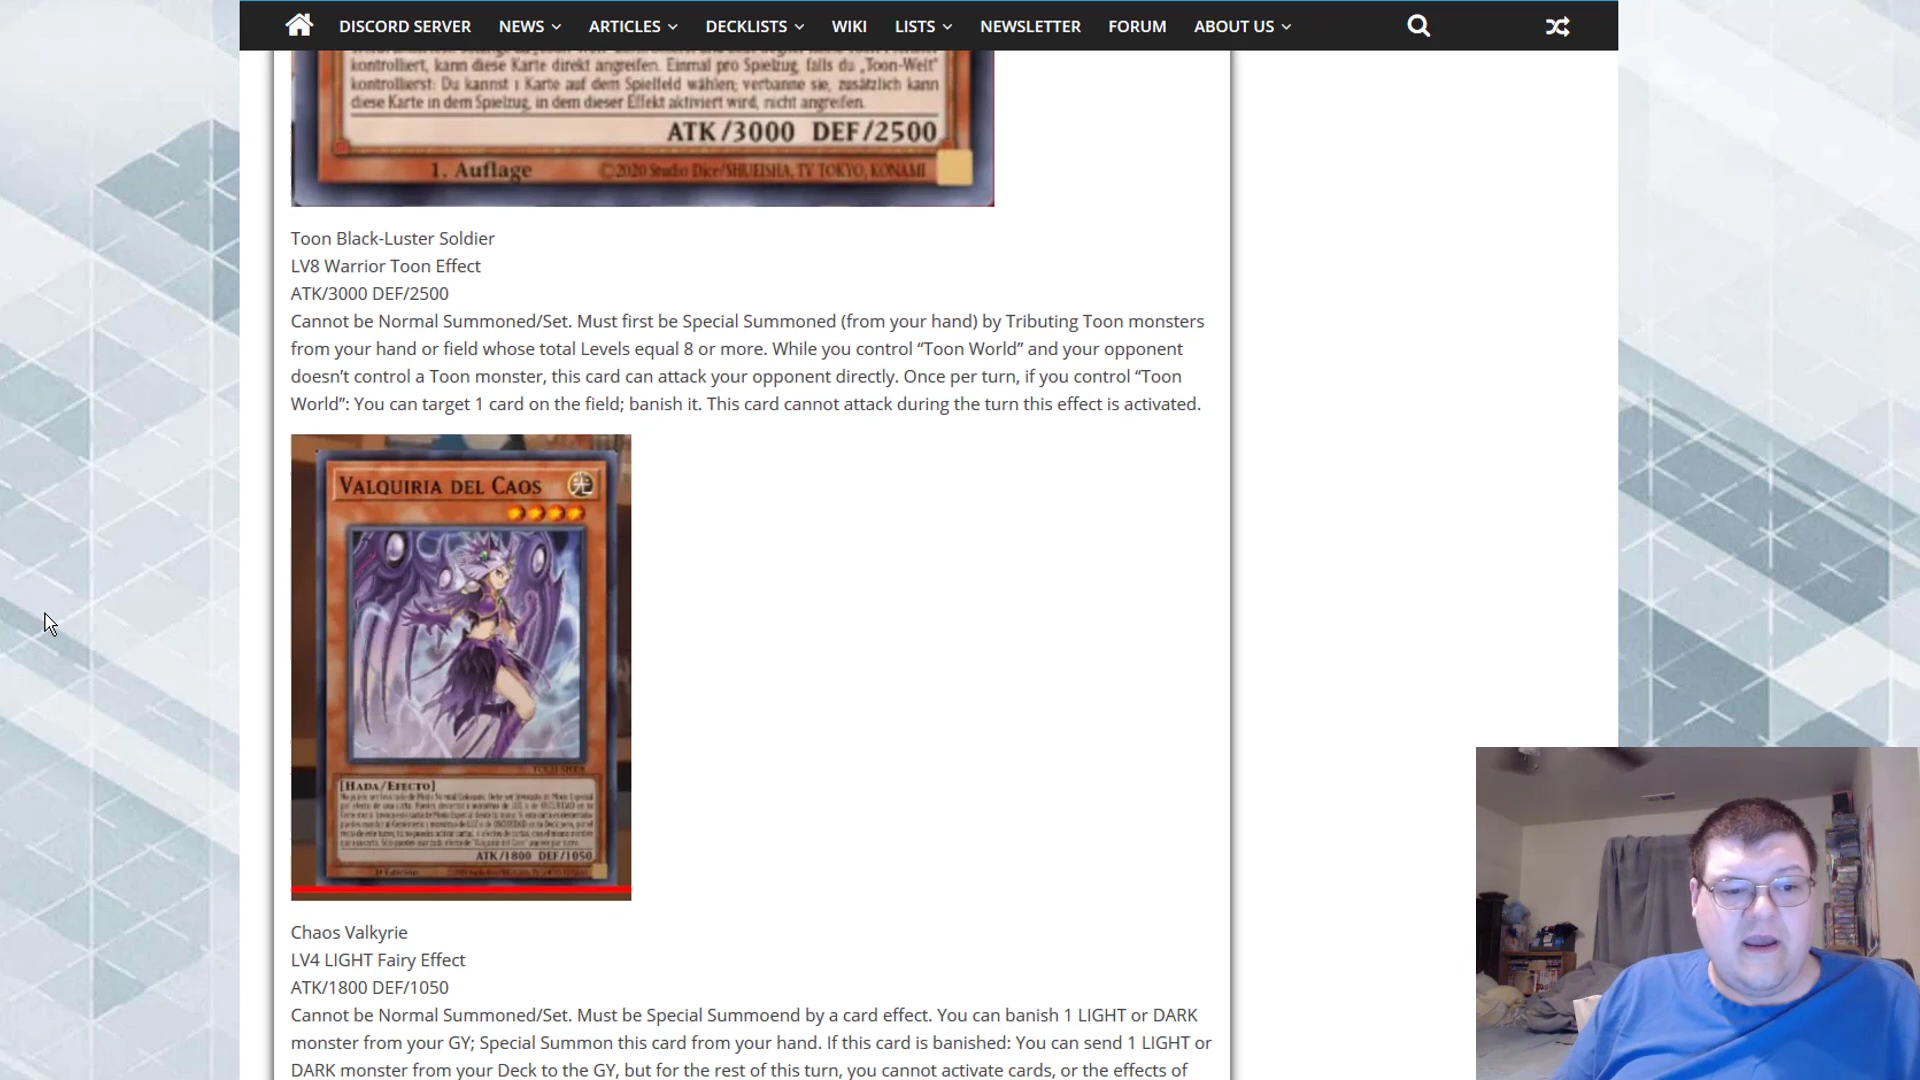 DISCORD SERVER NEWS ARTICLES DECKLISTS WIKI LISTS NEWSLETTER FORUM ABOUT US
kontrolliert, kann diese Karte direkt angreifen. Einmal pro Spielzug, falls du „Toon-Welt"
kontrollierst: Du kannst 1 Karte auf dem Spielfeld wählen; verbanne sie, zusätzlich kann
diese Karte in dem Spielzug, in dem dieser Effekt aktiviert wird, nicht angreifen.
ATK/3000 DEF/2500
1. Auflage ©2020 Studio Dice/SHUEISHA, TV TOKYO, KONAMI
Toon Black-Luster Soldier
LV8 Warrior Toon Effect
ATK/3000 DEF/2500
Cannot be Normal Summoned/Set. Must first be Special Summoned (from your hand) by Tributing Toon monsters
from your hand or field whose total Levels equal 8 or more. While you control “Toon World” and your opponent
doesn’t control a Toon monster, this card can attack your opponent directly. Once per turn, if you control “Toon
World”: You can target 1 card on the field; banish it. This card cannot attack during the turn this effect is activated.
VALQUIRIA DEL CAOS
光
[HADA/EFECTO]
ATK/1800 DEF/1050
Chaos Valkyrie
LV4 LIGHT Fairy Effect
ATK/1800 DEF/1050
Cannot be Normal Summoned/Set. Must be Special Summoend by a card effect. You can banish 1 LIGHT or DARK
monster from your GY; Special Summon this card from your hand. If this card is banished: You can send 1 LIGHT or
DARK monster from your Deck to the GY, but for the rest of this turn, you cannot activate cards, or the effects of